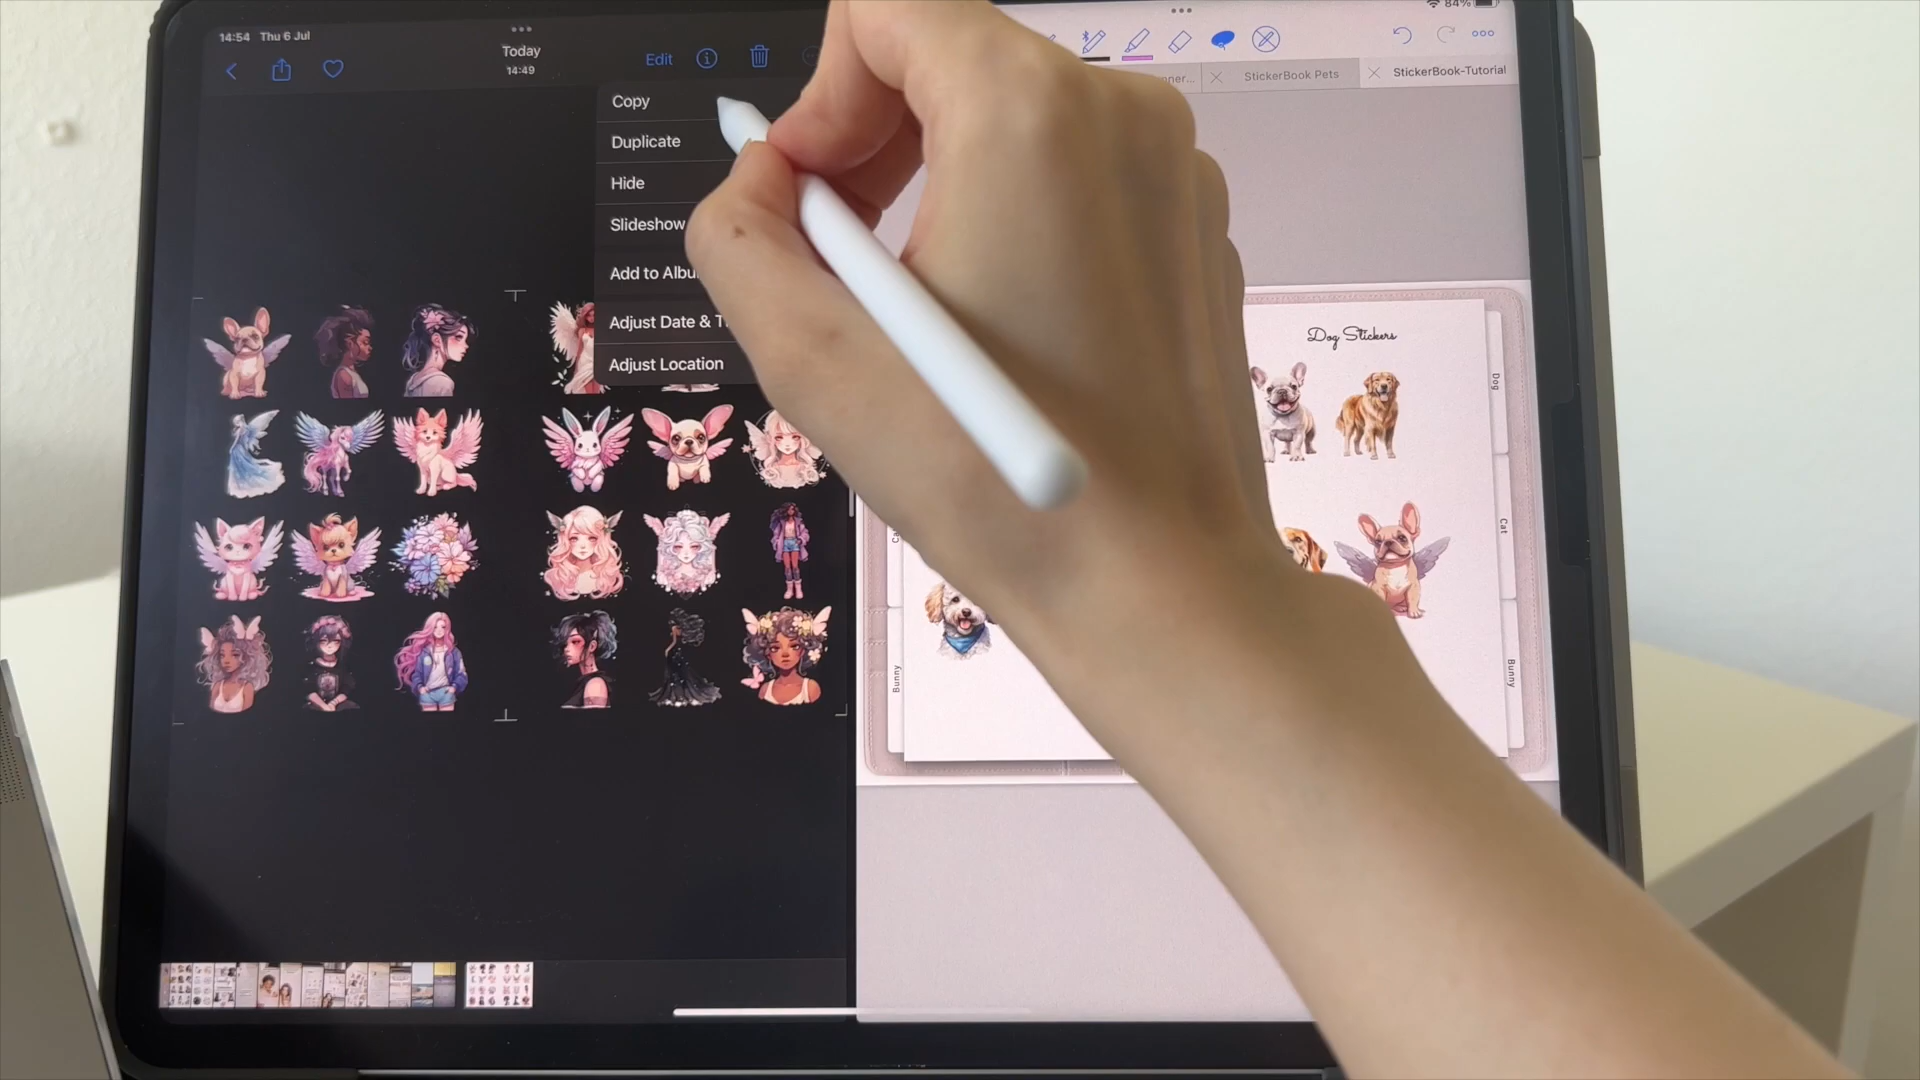 14:54 Thu 6 Jul
84%
Today
14:49
Edit
Copy
Duplicate
Hide
Slideshow
Add to Albu
Adjust Date & T
Adjust Location
StickerBook Pets
StickerBook-Tutorial
Dog Stickers
Dog
Cat
Bunny
Bunny